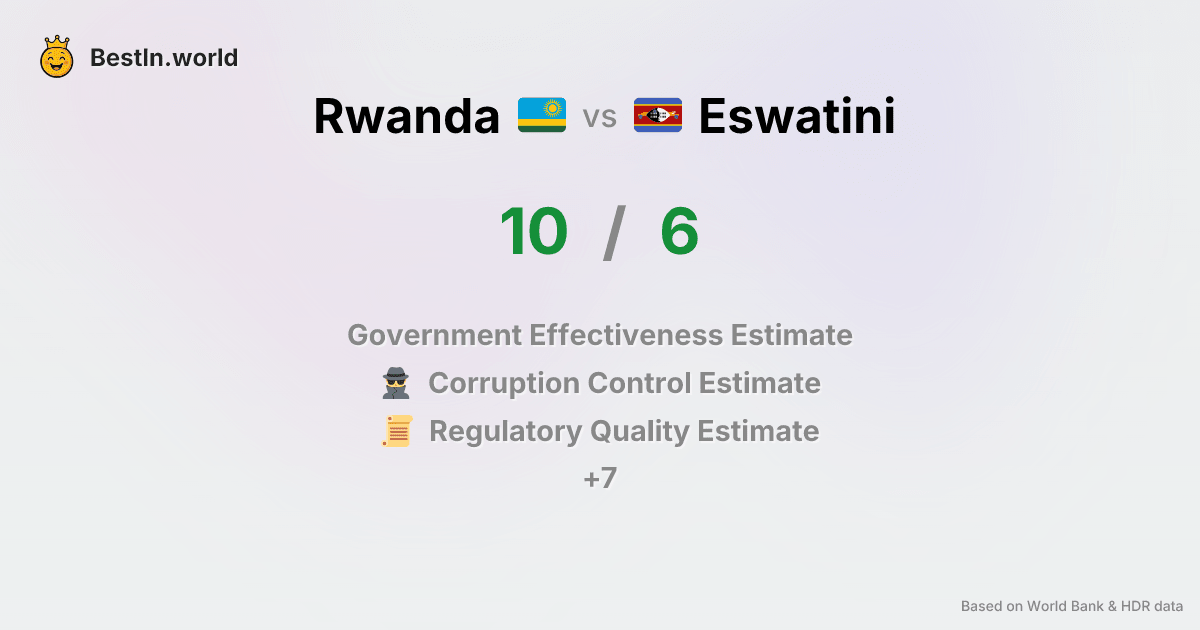 BestIn.world
Rwanda vs Eswatini
10 / 6
Government Effectiveness Estimate
Corruption Control Estimate
Regulatory Quality Estimate
+7
Based on World Bank & HDR data